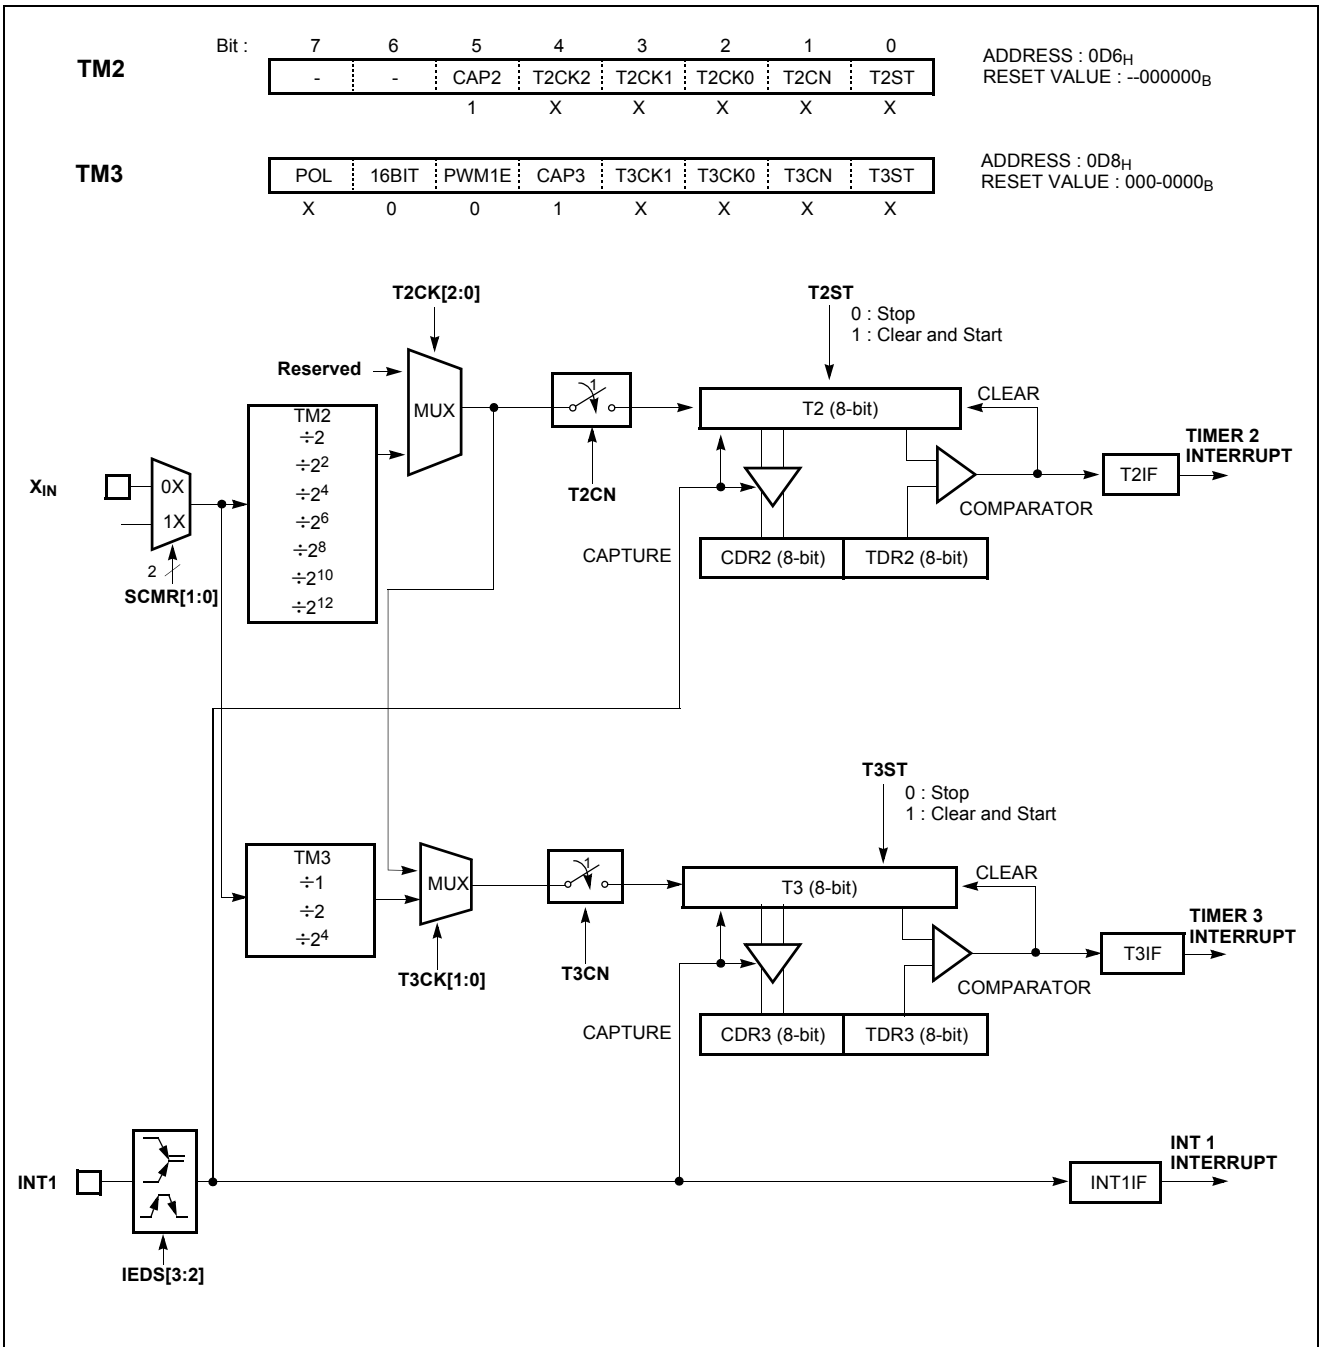 Bit : 7 6 5 4 3 2 1 0
TM2
- - CAP2 T2CK2 T2CK1 T2CK0 T2CN T2ST
1 X X X X X
ADDRESS : 0D6H
RESET VALUE : --000000B
TM3
POL 16BIT PWM1E CAP3 T3CK1 T3CK0 T3CN T3ST
X 0 0 1 X X X X
ADDRESS : 0D8H
RESET VALUE : 000-0000B
T2CK[2:0]
T2ST
0 : Stop
1 : Clear and Start
Reserved
MUX
1
T2CN
T2 (8-bit)
CLEAR
TIMER 2
INTERRUPT
T2IF
COMPARATOR
CAPTURE
CDR2 (8-bit)
TDR2 (8-bit)
XIN
0X
1X
2
SCMR[1:0]
TM2
÷2
÷2²
÷2⁴
÷2⁶
÷2⁸
÷2¹⁰
÷2¹²
T3ST
0 : Stop
1 : Clear and Start
TM3
÷1
÷2
÷2⁴
MUX
T3CK[1:0]
1
T3CN
T3 (8-bit)
CLEAR
TIMER 3
INTERRUPT
T3IF
COMPARATOR
CAPTURE
CDR3 (8-bit)
TDR3 (8-bit)
INT1
IEDS[3:2]
INT 1
INTERRUPT
INT1IF